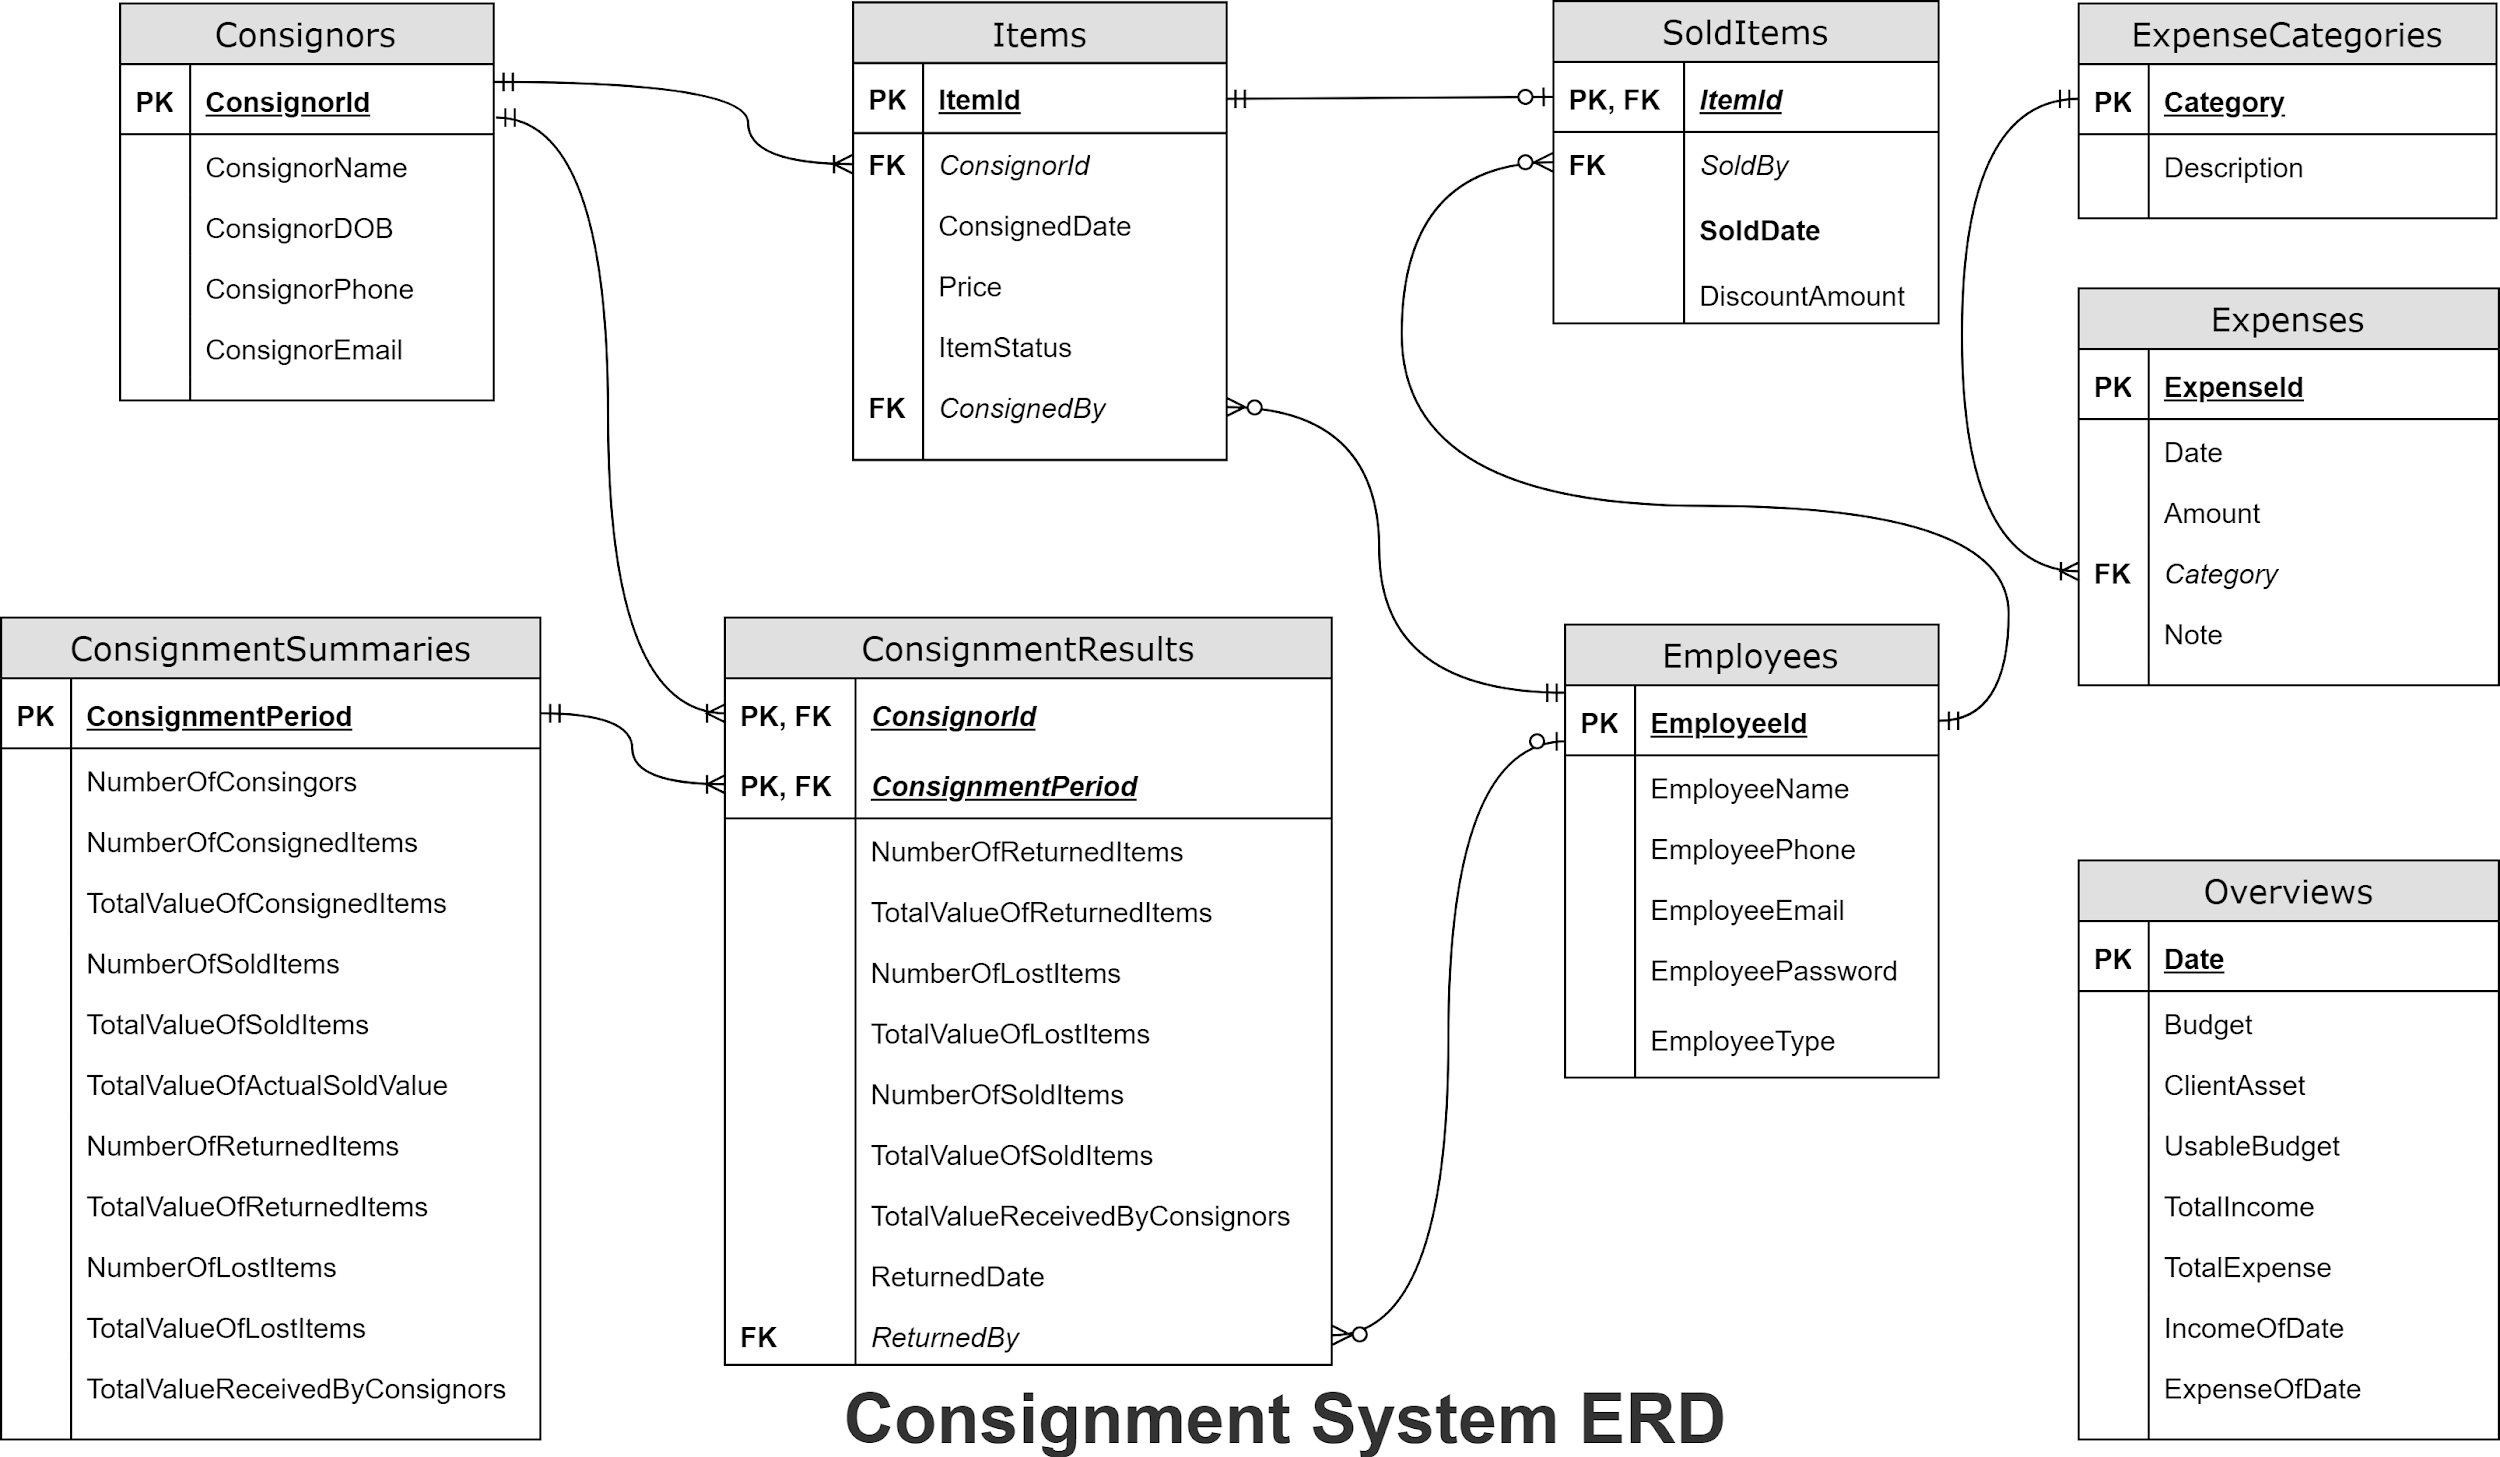 Consignors
PK ConsignorId
ConsignorName
ConsignorDOB
ConsignorPhone
ConsignorEmail
Items
PK ItemId
FK ConsignorId
ConsignedDate
Price
ItemStatus
FK ConsignedBy
SoldItems
PK, FK ItemId
FK SoldBy
SoldDate
DiscountAmount
ExpenseCategories
PK Category
Description
Expenses
PK ExpenseId
Date
Amount
FK Category
Note
ConsignmentSummaries
PK ConsignmentPeriod
NumberOfConsingors
NumberOfConsignedItems
TotalValueOfConsignedItems
NumberOfSoldItems
TotalValueOfSoldItems
TotalValueOfActualSoldValue
NumberOfReturnedItems
TotalValueOfReturnedItems
NumberOfLostItems
TotalValueOfLostItems
TotalValueReceivedByConsignors
ConsignmentResults
PK, FK ConsignorId
PK, FK ConsignmentPeriod
NumberOfReturnedItems
TotalValueOfReturnedItems
NumberOfLostItems
TotalValueOfLostItems
NumberOfSoldItems
TotalValueOfSoldItems
TotalValueReceivedByConsignors
ReturnedDate
FK ReturnedBy
Employees
PK EmployeeId
EmployeeName
EmployeePhone
EmployeeEmail
EmployeePassword
EmployeeType
Overviews
PK Date
Budget
ClientAsset
UsableBudget
TotalIncome
TotalExpense
IncomeOfDate
ExpenseOfDate
Consignment System ERD